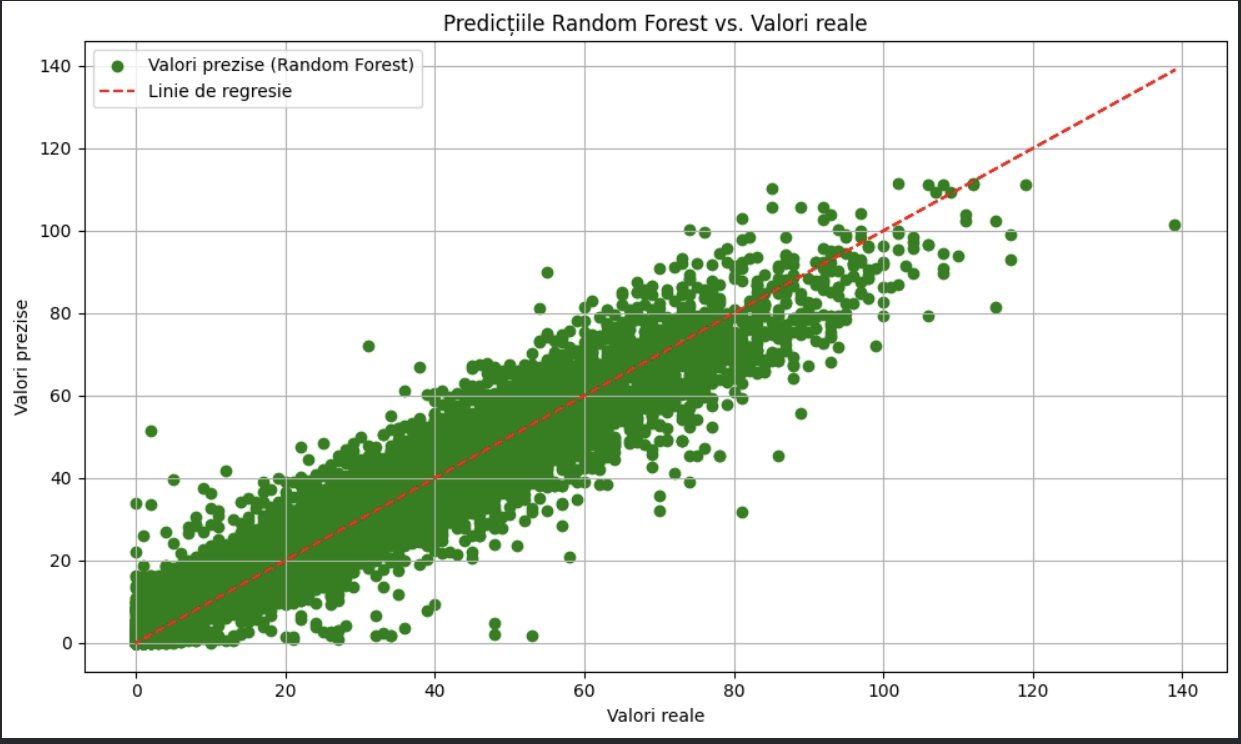 Predicțiile Random Forest vs. Valori reale
Valori prezise (Random Forest)
Linie de regresie
Valori prezise
140
120
100
80
60
40
20
0
0 20 40 60 80 100 120 140
Valori reale